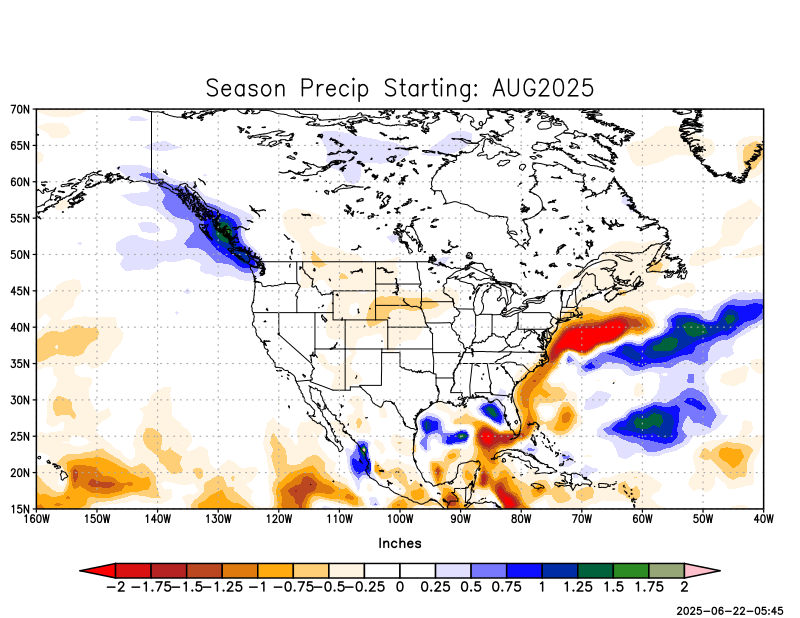 Season Precip Starting: AUG2025
70N
65N
60N
55N
50N
45N
40N
35N
30N
25N
20N
15N
160W 150W 140W 130W 120W 110W 100W 90W 80W 70W 60W 50W 40W
Inches
−2 −1.75 −1.5 −1.25 −1 −0.75 −0.5 −0.25 0 0.25 0.5 0.75 1 1.25 1.5 1.75 2
2025-06-22-05:45